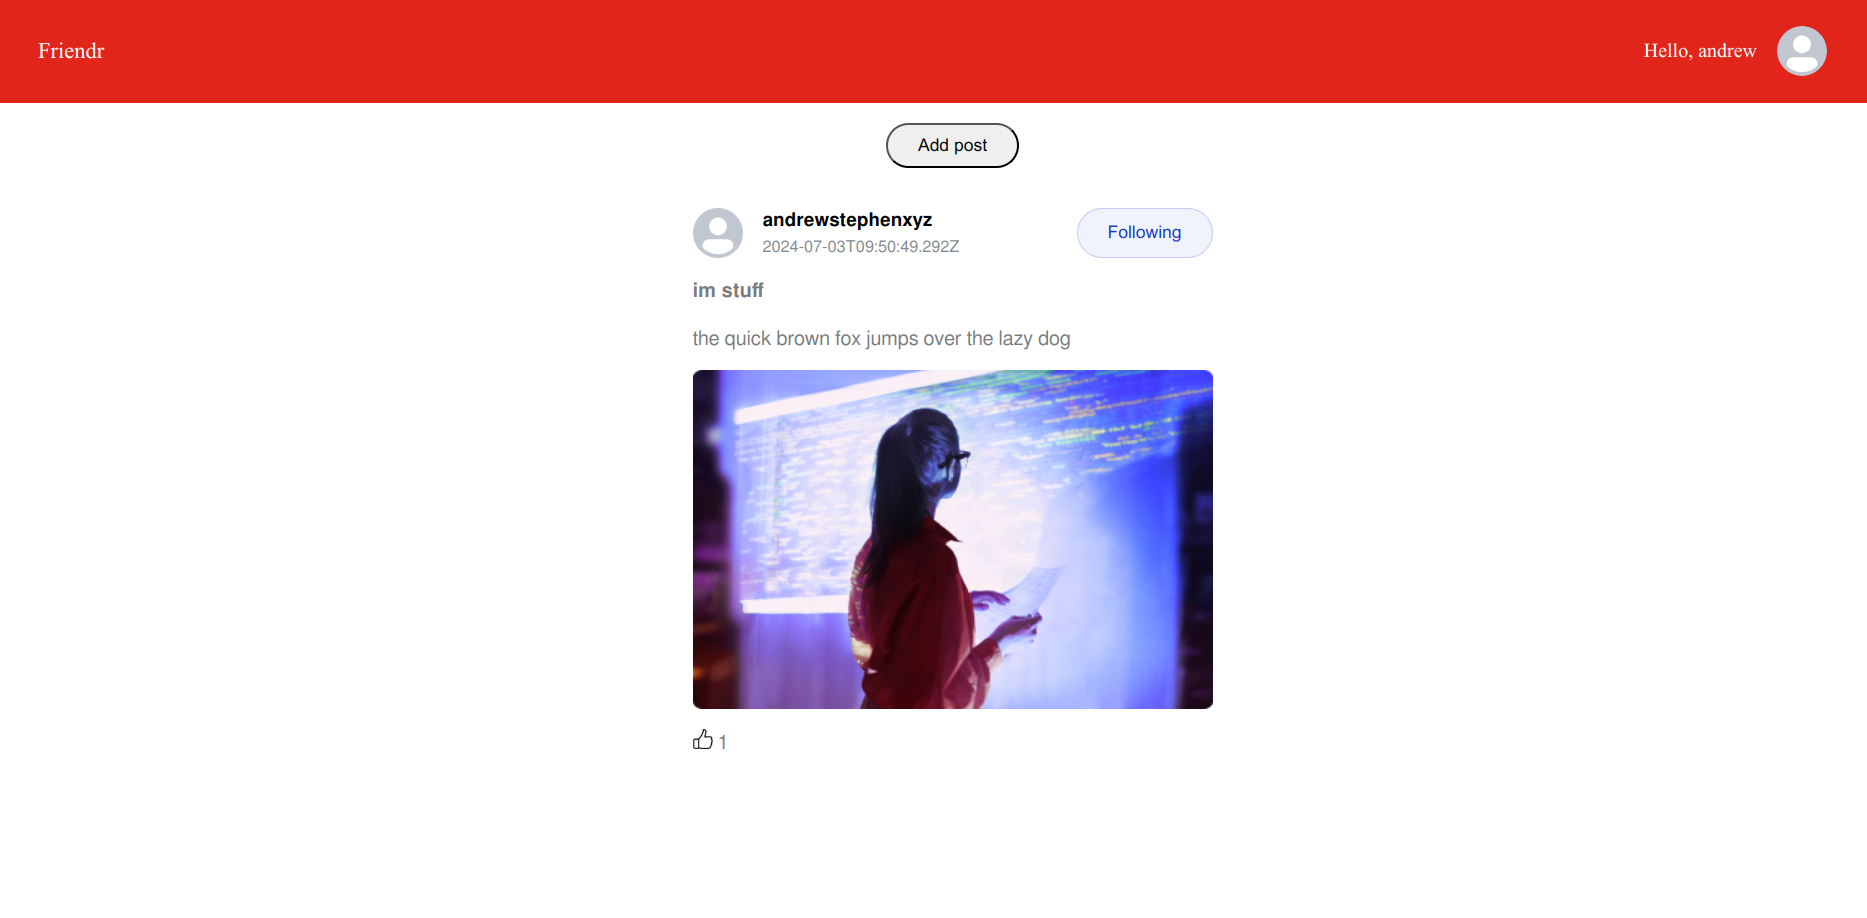 Friendr
Hello, andrew
Add post
andrewstephenxyz
Following
2024-07-03T09:50:49.292Z
im stuff
the quick brown fox jumps over the lazy dog
1